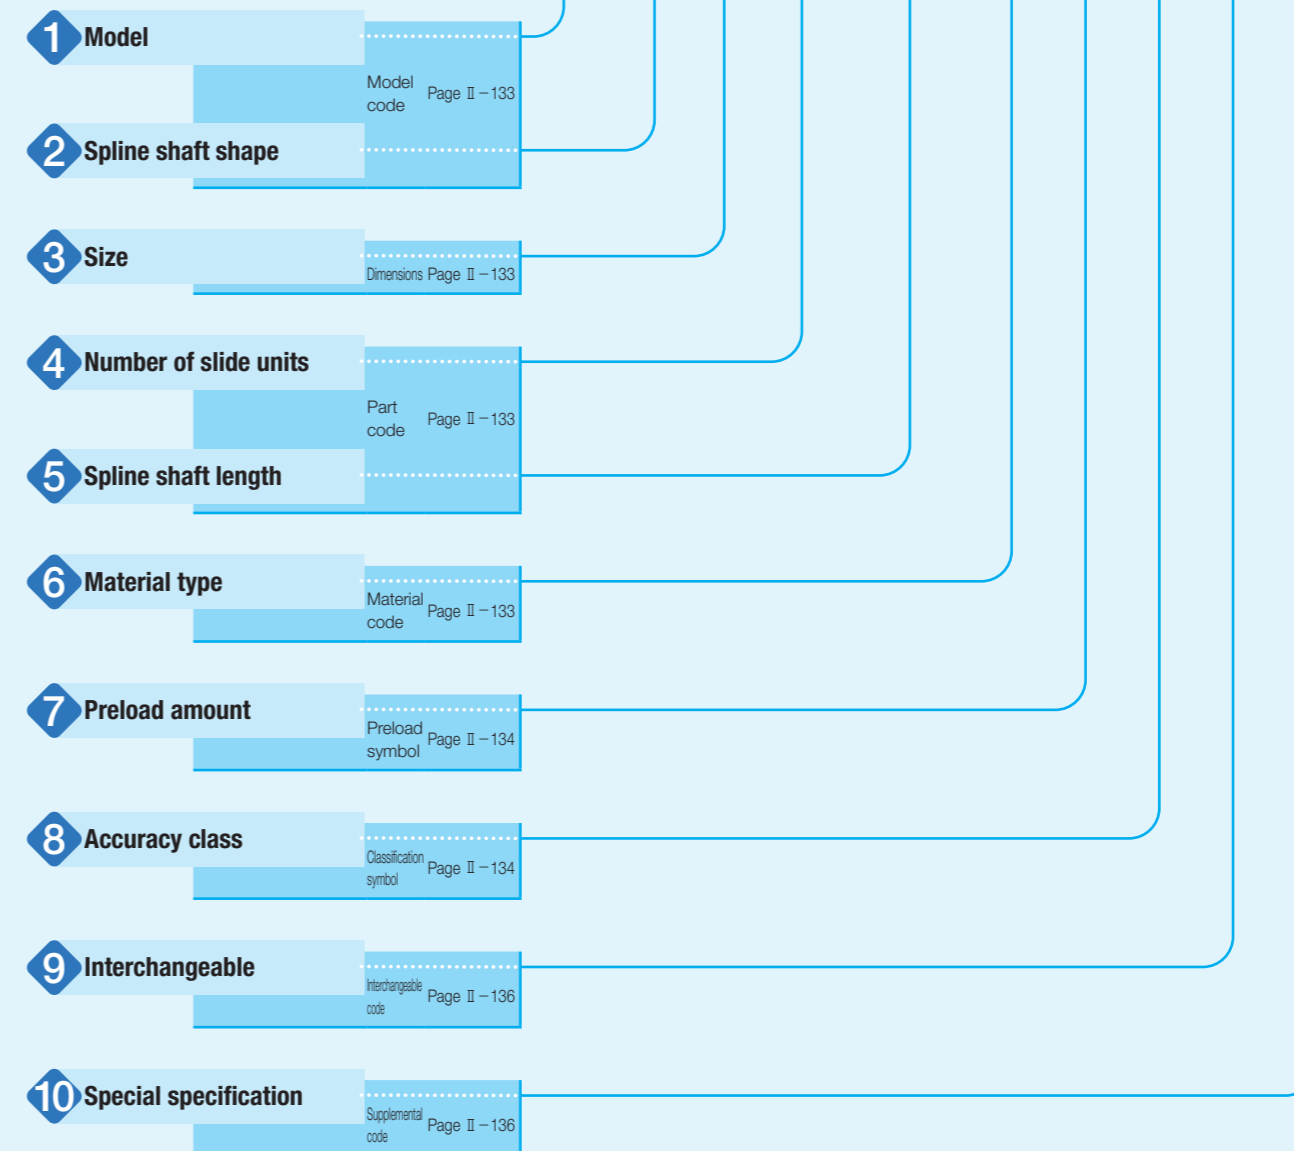 1 Model
Model
code
Page Ⅱ-133
2 Spline shaft shape
3 Size
Dimensions Page Ⅱ-133
4 Number of slide units
Part
code
Page Ⅱ-133
5 Spline shaft length
6 Material type
Material
code
Page Ⅱ-133
7 Preload amount
Preload
symbol
Page Ⅱ-134
8 Accuracy class
Classification
symbol
Page Ⅱ-134
9 Interchangeable
Interchangeable
code
Page Ⅱ-136
10 Special specification
Supplemental
code
Page Ⅱ-136